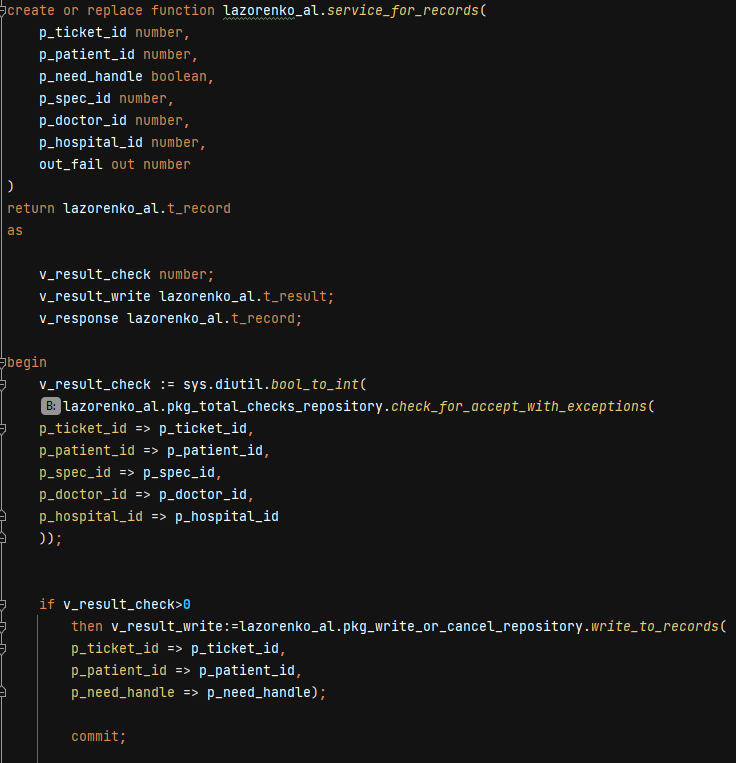 create or replace function lazorenko_al.service_for_records(
    p_ticket_id number,
    p_patient_id number,
    p_need_handle boolean,
    p_spec_id number,
    p_doctor_id number,
    p_hospital_id number,
    out_fail out number
)
return lazorenko_al.t_record
as
    v_result_check number;
    v_result_write lazorenko_al.t_result;
    v_response lazorenko_al.t_record;
begin
    v_result_check := sys.diutil.bool_to_int(
    B: lazorenko_al.pkg_total_checks_repository.check_for_accept_with_exceptions(
    p_ticket_id => p_ticket_id,
    p_patient_id => p_patient_id,
    p_spec_id => p_spec_id,
    p_doctor_id => p_doctor_id,
    p_hospital_id => p_hospital_id
    ));
    if v_result_check>0
        then v_result_write:=lazorenko_al.pkg_write_or_cancel_repository.write_to_records(
        p_ticket_id => p_ticket_id,
        p_patient_id => p_patient_id,
        p_need_handle => p_need_handle);
        commit;